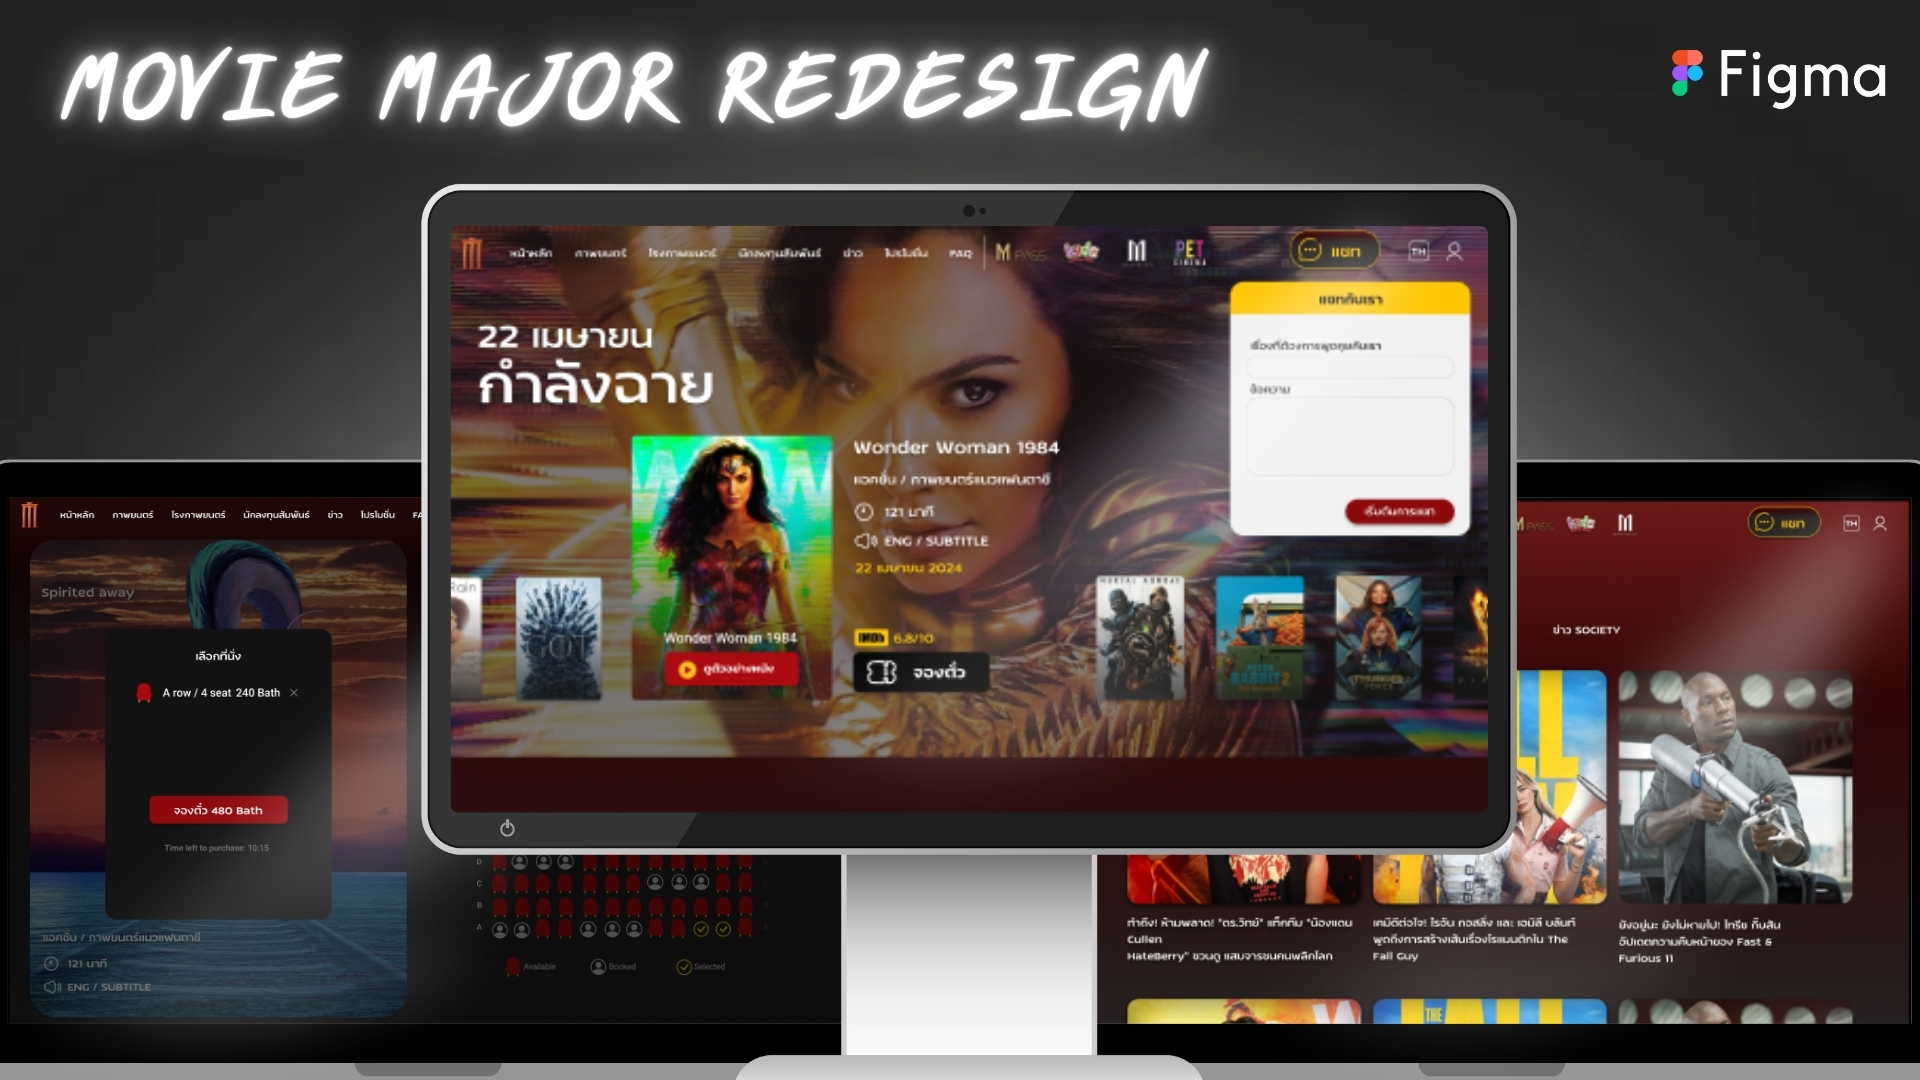 MOVIE MAJOR REDESIGN
Figma
หน้าหลัก ภาพยนตร์ โรงภาพยนตร์ นักลงทุนสัมพันธ์ ข่าว โปรโมชั่น FAQ M PASS M PET CINEMA แชท TH
แชทกับเรา
เรื่องที่ต้องการพูดคุยกับเรา
ข้อความ
เริ่มต้นการแชท
22 เมษายน
กำลังฉาย
Wonder Woman 1984
แอคชั่น / ภาพยนตร์แนวแฟนตาซี
121 นาที
ENG / SUBTITLE
22 เมษายน 2024
IMDb 6.8/10
จองตั๋ว
Wonder Woman 1984
ดูตัวอย่างหนัง
Rain
GOT
MORTAL KOMBAT
PETER RABBIT 2
THUNDER FORCE
หน้าหลัก ภาพยนตร์ โรงภาพยนตร์ นักลงทุนสัมพันธ์ ข่าว โปรโมชั่น FA
Spirited away
เลือกที่นั่ง
A row / 4 seat 240 Bath ×
จองตั๋ว 480 Bath
Time left to purchase: 10:15
แอคชั่น / ภาพยนตร์แนวแฟนตาซี
121 นาที
ENG / SUBTITLE
D
C
B
A
Available Booked Selected
M PASS M แชท TH
ข่าว SOCIETY
ทำถึง! ห้ามพลาด! "ดร.วิทย์" แท็กทีม "น้องแดน
Cullen
HateBerry" ชวนดู แสบจารชนคนพลิกโลก
เคมีดีต่อใจ! ไรอัน กอสลิ่ง และ เอมิลี บลันท์
พูดถึงการสร้างเส้นเรื่องโรแมนติกใน The
Fall Guy
ยังอยู่นะ ยังไม่หายไป! ไทรีซ กิ๊บสัน
อัปเดตความคืบหน้าของ Fast &
Furious 11
THE